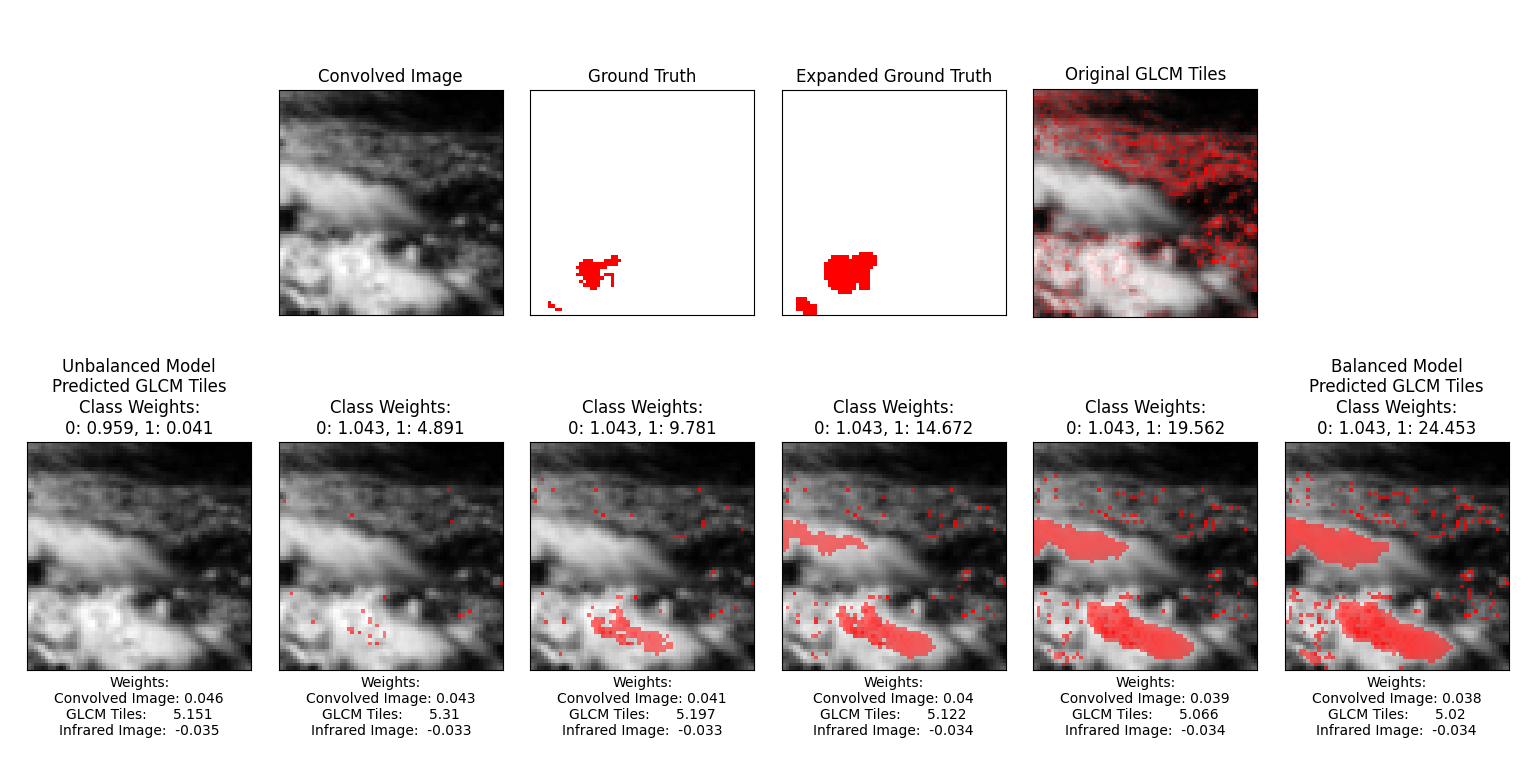 Convolved Image
Ground Truth
Expanded Ground Truth
Original GLCM Tiles
Unbalanced Model
Predicted GLCM Tiles
Class Weights:
0: 0.959, 1: 0.041
Class Weights:
0: 1.043, 1: 4.891
Class Weights:
0: 1.043, 1: 9.781
Class Weights:
0: 1.043, 1: 14.672
Class Weights:
0: 1.043, 1: 19.562
Balanced Model
Predicted GLCM Tiles
Class Weights:
0: 1.043, 1: 24.453
Weights:
Convolved Image: 0.046
GLCM Tiles: 5.151
Infrared Image: -0.035
Weights:
Convolved Image: 0.043
GLCM Tiles: 5.31
Infrared Image: -0.033
Weights:
Convolved Image: 0.041
GLCM Tiles: 5.197
Infrared Image: -0.033
Weights:
Convolved Image: 0.04
GLCM Tiles: 5.122
Infrared Image: -0.034
Weights:
Convolved Image: 0.039
GLCM Tiles: 5.066
Infrared Image: -0.034
Weights:
Convolved Image: 0.038
GLCM Tiles: 5.02
Infrared Image: -0.034